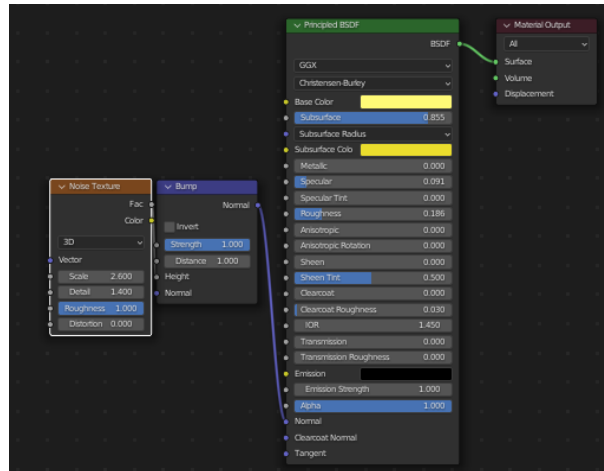 Noise Texture
Fac
Color
3D
Vector
Scale 2.600
Detail 1.400
Roughness 1.000
Distortion 0.000
Bump
Normal
Invert
Strength 1.000
Distance 1.000
Height
Normal
Principled BSDF
BSDF
GGX
Christensen-Burley
Base Color
Subsurface 0.855
Subsurface Radius
Subsurface Colo
Metallic 0.000
Specular 0.091
Specular Tint 0.000
Roughness 0.186
Anisotropic 0.000
Anisotropic Rotation 0.000
Sheen 0.000
Sheen Tint 0.500
Clearcoat 0.000
Clearcoat Roughness 0.030
IOR 1.450
Transmission 0.000
Transmission Roughness 0.000
Emission
Emission Strength 1.000
Alpha 1.000
Normal
Clearcoat Normal
Tangent
Material Output
All
Surface
Volume
Displacement